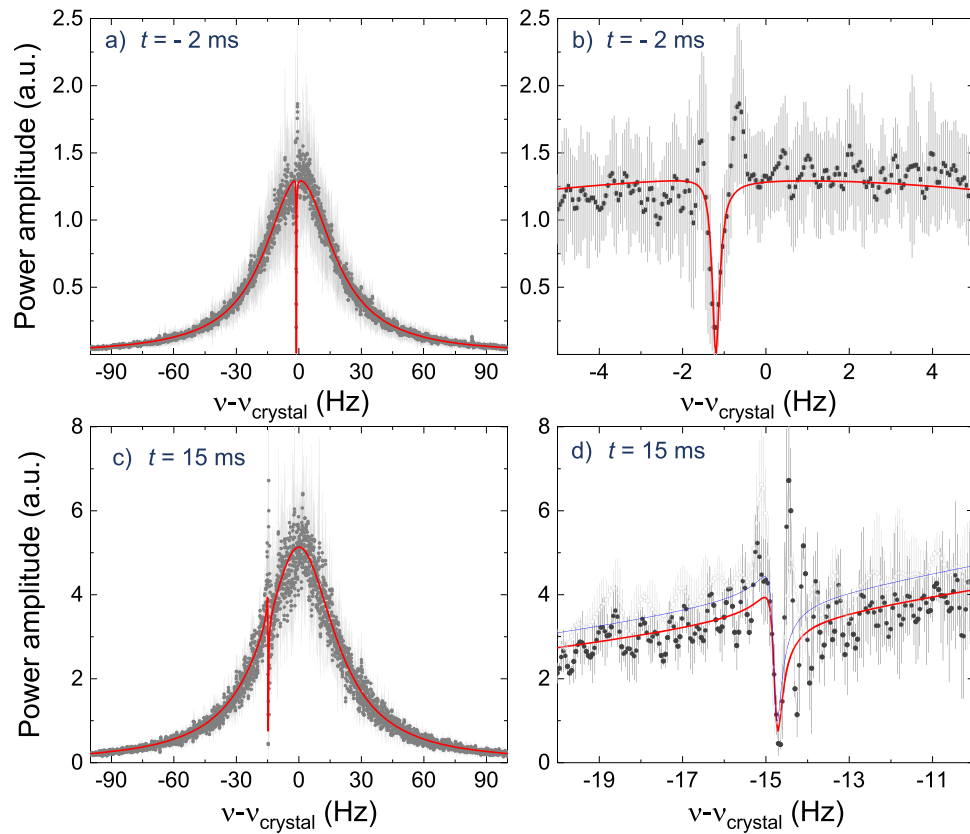 a) t = - 2 ms
b) t = - 2 ms
Power amplitude (a.u.)
2.5
2.0
1.5
1.0
0.5
-90 -60 -30 0 30 60 90
ν-νcrystal (Hz)
2.5
2.0
1.5
1.0
0.5
-4 -2 0 2 4
ν-νcrystal (Hz)
c) t = 15 ms
d) t = 15 ms
Power amplitude (a.u.)
8
6
4
2
0
-90 -60 -30 0 30 60 90
ν-νcrystal (Hz)
8
6
4
2
0
-19 -17 -15 -13 -11
ν-νcrystal (Hz)